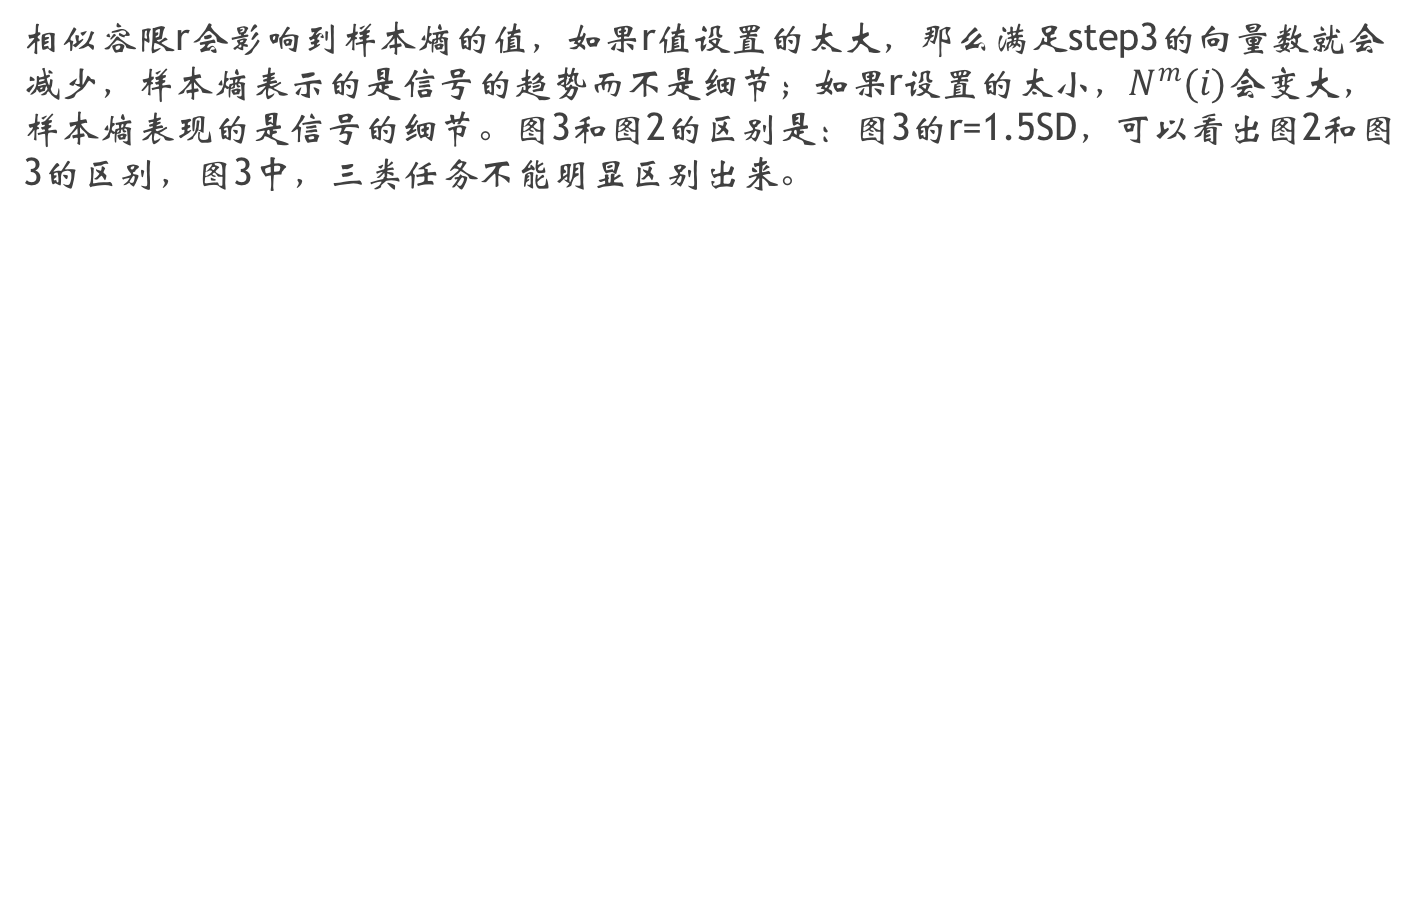 相似容限r会影响到样本熵的值，如果r值设置的太大，那么满足step3的向量数就会
减少，样本熵表示的是信号的趋势而不是细节；如果r设置的太小，N^m(i)会变大，
样本熵表现的是信号的细节。图3和图2的区别是：图3的r=1.5SD，可以看出图2和图
3的区别，图3中，三类任务不能明显区别出来。